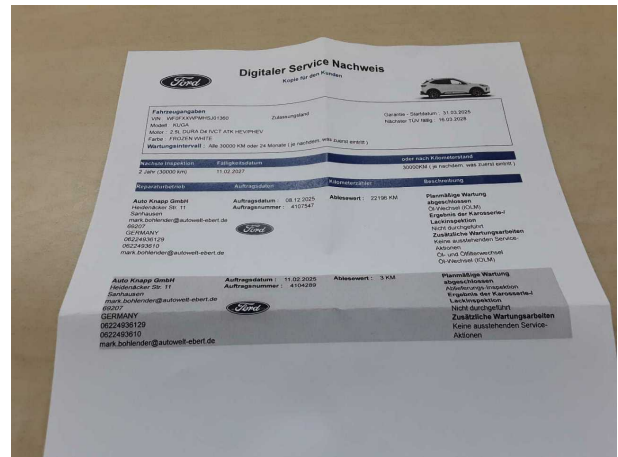 Ford
Digitaler Service Nachweis
Kopie für den Kunden
Fahrzeugangaben
VIN : Zulassungsland Garantie - Startdatum : 31.03.2025
Modell : KUGA Nächster TÜV fällig : 16.03.2028
Motor : 2.5L DURA D4 IVCT ATK HEV/PHEV
Farbe : FROZEN WHITE
Wartungsintervall : Alle 30000 KM oder 24 Monate ( je nachdem, was zuerst eintritt )
Nächste Inspektion Fälligkeitsdatum oder nach Kilometerstand
2 Jahr (30000 km) 11.02.2027 30000KM ( je nachdem, was zuerst eintritt )
Reparaturbetrieb Auftragsdaten Kilometerzähler Beschreibung
Auto Knapp GmbH Auftragsdatum : 08.12.2025 Ablesewert : 22196 KM Planmäßige Wartung
Heidenäcker Str. 11 Auftragsnummer : 4107547 abgeschlossen
Sanhausen Öl-Wechsel (IOLM)
mark.bohlender@autowelt-ebert.de Ergebnis der Karosserie-/
69207 Ford Lackinspektion
GERMANY Nicht durchgeführt
06224936129 Zusätzliche Wartungsarbeiten
0622493610 Keine ausstehenden Service-
mark.bohlender@autowelt-ebert.de Aktionen
Öl- und Ölfilterwechsel
Öl-Wechsel (IOLM)
Auto Knapp GmbH Auftragsdatum : 11.02.2025 Ablesewert : 3 KM Planmäßige Wartung
Heidenäcker Str. 11 Auftragsnummer : 4104289 abgeschlossen
Sanhausen Ablieferungs-Inspektion
mark.bohlender@autowelt-ebert.de Ergebnis der Karosserie-/
69207 Ford Lackinspektion
GERMANY Nicht durchgeführt
06224936129 Zusätzliche Wartungsarbeiten
0622493610 Keine ausstehenden Service-
mark.bohlender@autowelt-ebert.de Aktionen